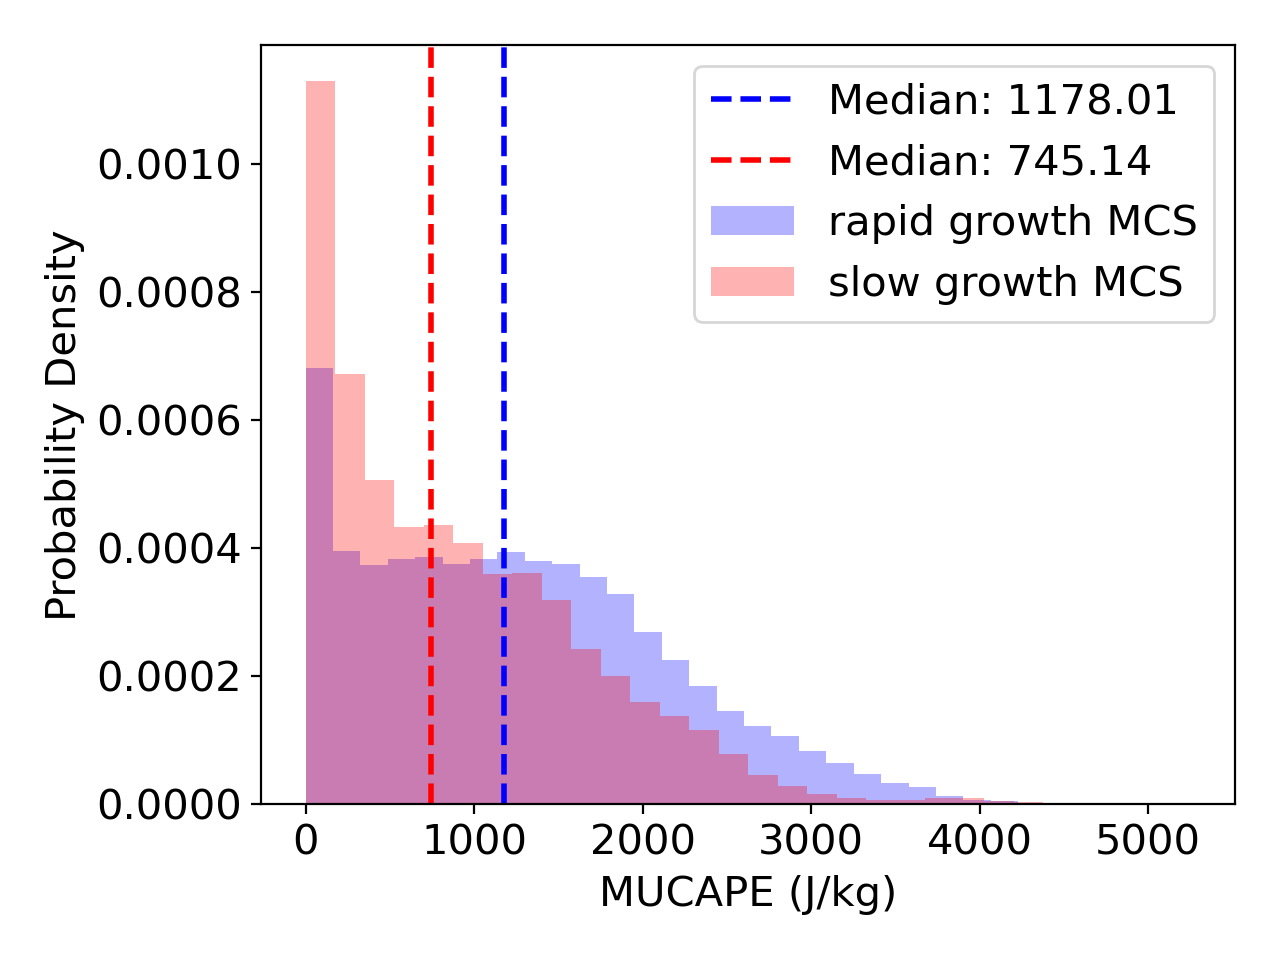 Median: 1178.01
Median: 745.14
rapid growth MCS
slow growth MCS
Probability Density
0.0010
0.0008
0.0006
0.0004
0.0002
0.0000
0 1000 2000 3000 4000 5000
MUCAPE (J/kg)